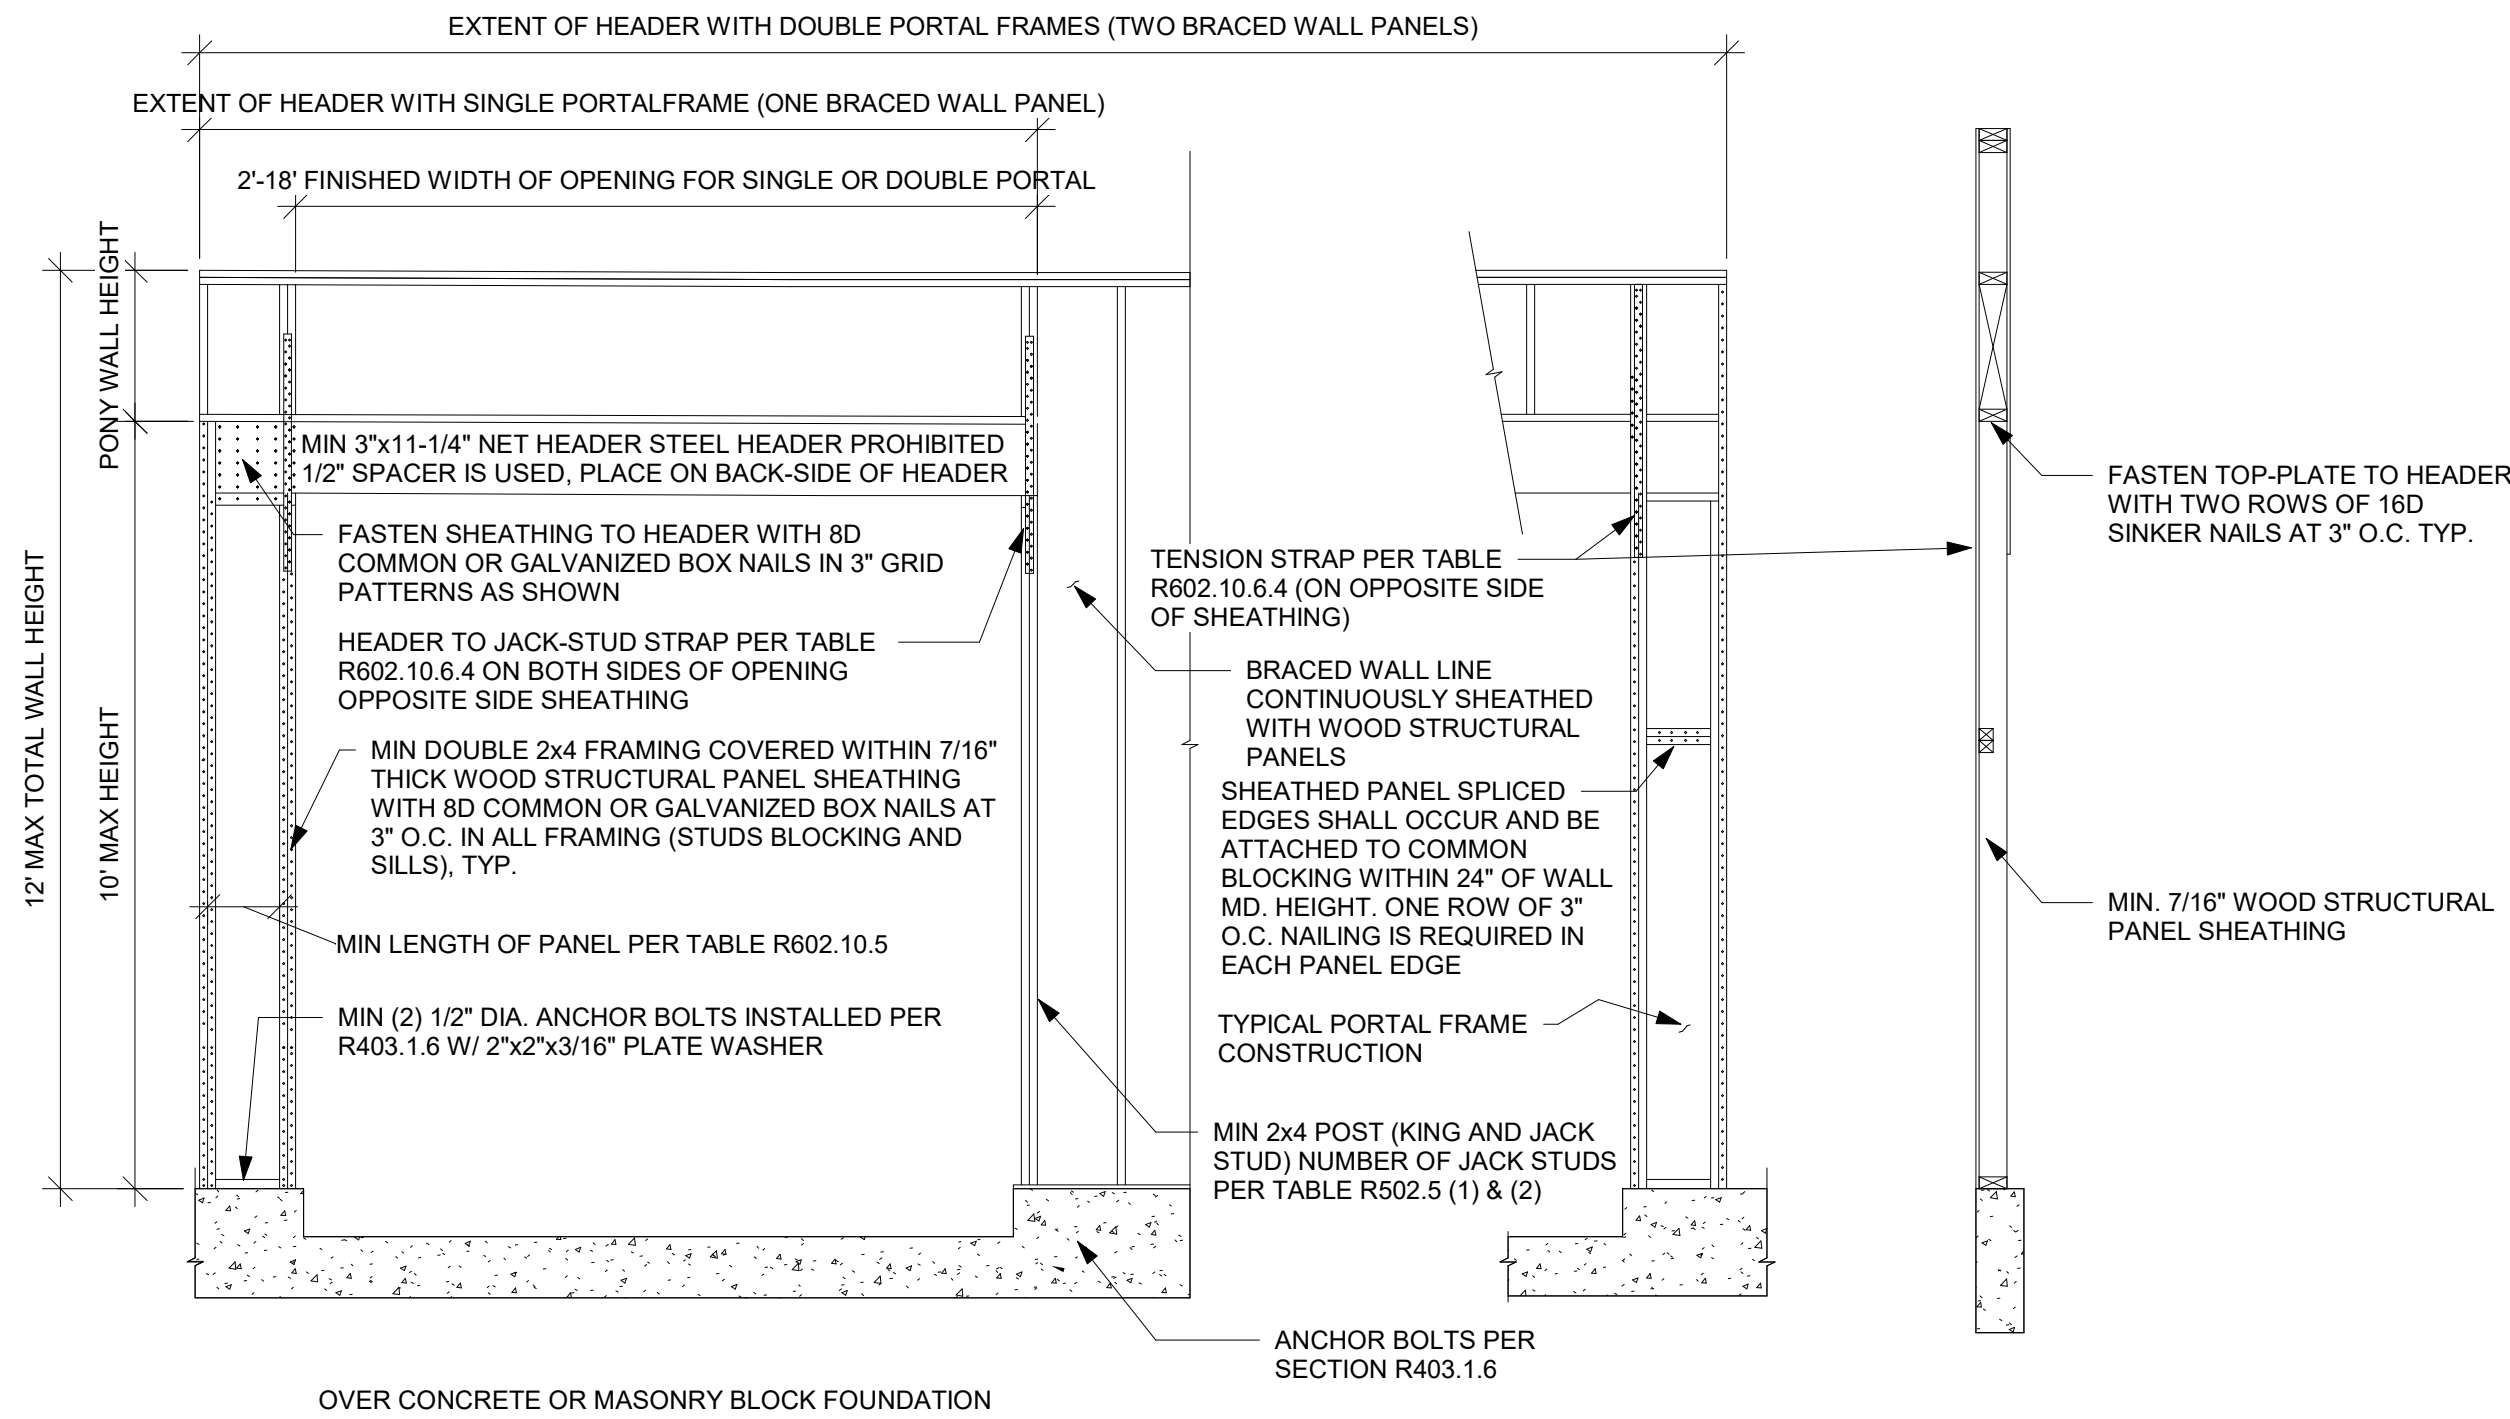 EXTENT OF HEADER WITH DOUBLE PORTAL FRAMES (TWO BRACED WALL PANELS)
EXTENT OF HEADER WITH SINGLE PORTALFRAME (ONE BRACED WALL PANEL)
2'-18' FINISHED WIDTH OF OPENING FOR SINGLE OR DOUBLE PORTAL
PONY WALL HEIGHT
12' MAX TOTAL WALL HEIGHT
10' MAX HEIGHT
MIN 3"x11-1/4" NET HEADER STEEL HEADER PROHIBITED
1/2" SPACER IS USED, PLACE ON BACK-SIDE OF HEADER
FASTEN SHEATHING TO HEADER WITH 8D
COMMON OR GALVANIZED BOX NAILS IN 3" GRID
PATTERNS AS SHOWN
HEADER TO JACK-STUD STRAP PER TABLE
R602.10.6.4 ON BOTH SIDES OF OPENING
OPPOSITE SIDE SHEATHING
MIN DOUBLE 2x4 FRAMING COVERED WITHIN 7/16"
THICK WOOD STRUCTURAL PANEL SHEATHING
WITH 8D COMMON OR GALVANIZED BOX NAILS AT
3" O.C. IN ALL FRAMING (STUDS BLOCKING AND
SILLS), TYP.
MIN LENGTH OF PANEL PER TABLE R602.10.5
MIN (2) 1/2" DIA. ANCHOR BOLTS INSTALLED PER
R403.1.6 W/ 2"x2"x3/16" PLATE WASHER
TENSION STRAP PER TABLE
R602.10.6.4 (ON OPPOSITE SIDE
OF SHEATHING)
BRACED WALL LINE
CONTINUOUSLY SHEATHED
WITH WOOD STRUCTURAL
PANELS
SHEATHED PANEL SPLICED
EDGES SHALL OCCUR AND BE
ATTACHED TO COMMON
BLOCKING WITHIN 24" OF WALL
MD. HEIGHT. ONE ROW OF 3"
O.C. NAILING IS REQUIRED IN
EACH PANEL EDGE
TYPICAL PORTAL FRAME
CONSTRUCTION
MIN 2x4 POST (KING AND JACK
STUD) NUMBER OF JACK STUDS
PER TABLE R502.5 (1) & (2)
ANCHOR BOLTS PER
SECTION R403.1.6
FASTEN TOP-PLATE TO HEADER
WITH TWO ROWS OF 16D
SINKER NAILS AT 3" O.C. TYP.
MIN. 7/16" WOOD STRUCTURAL
PANEL SHEATHING
OVER CONCRETE OR MASONRY BLOCK FOUNDATION